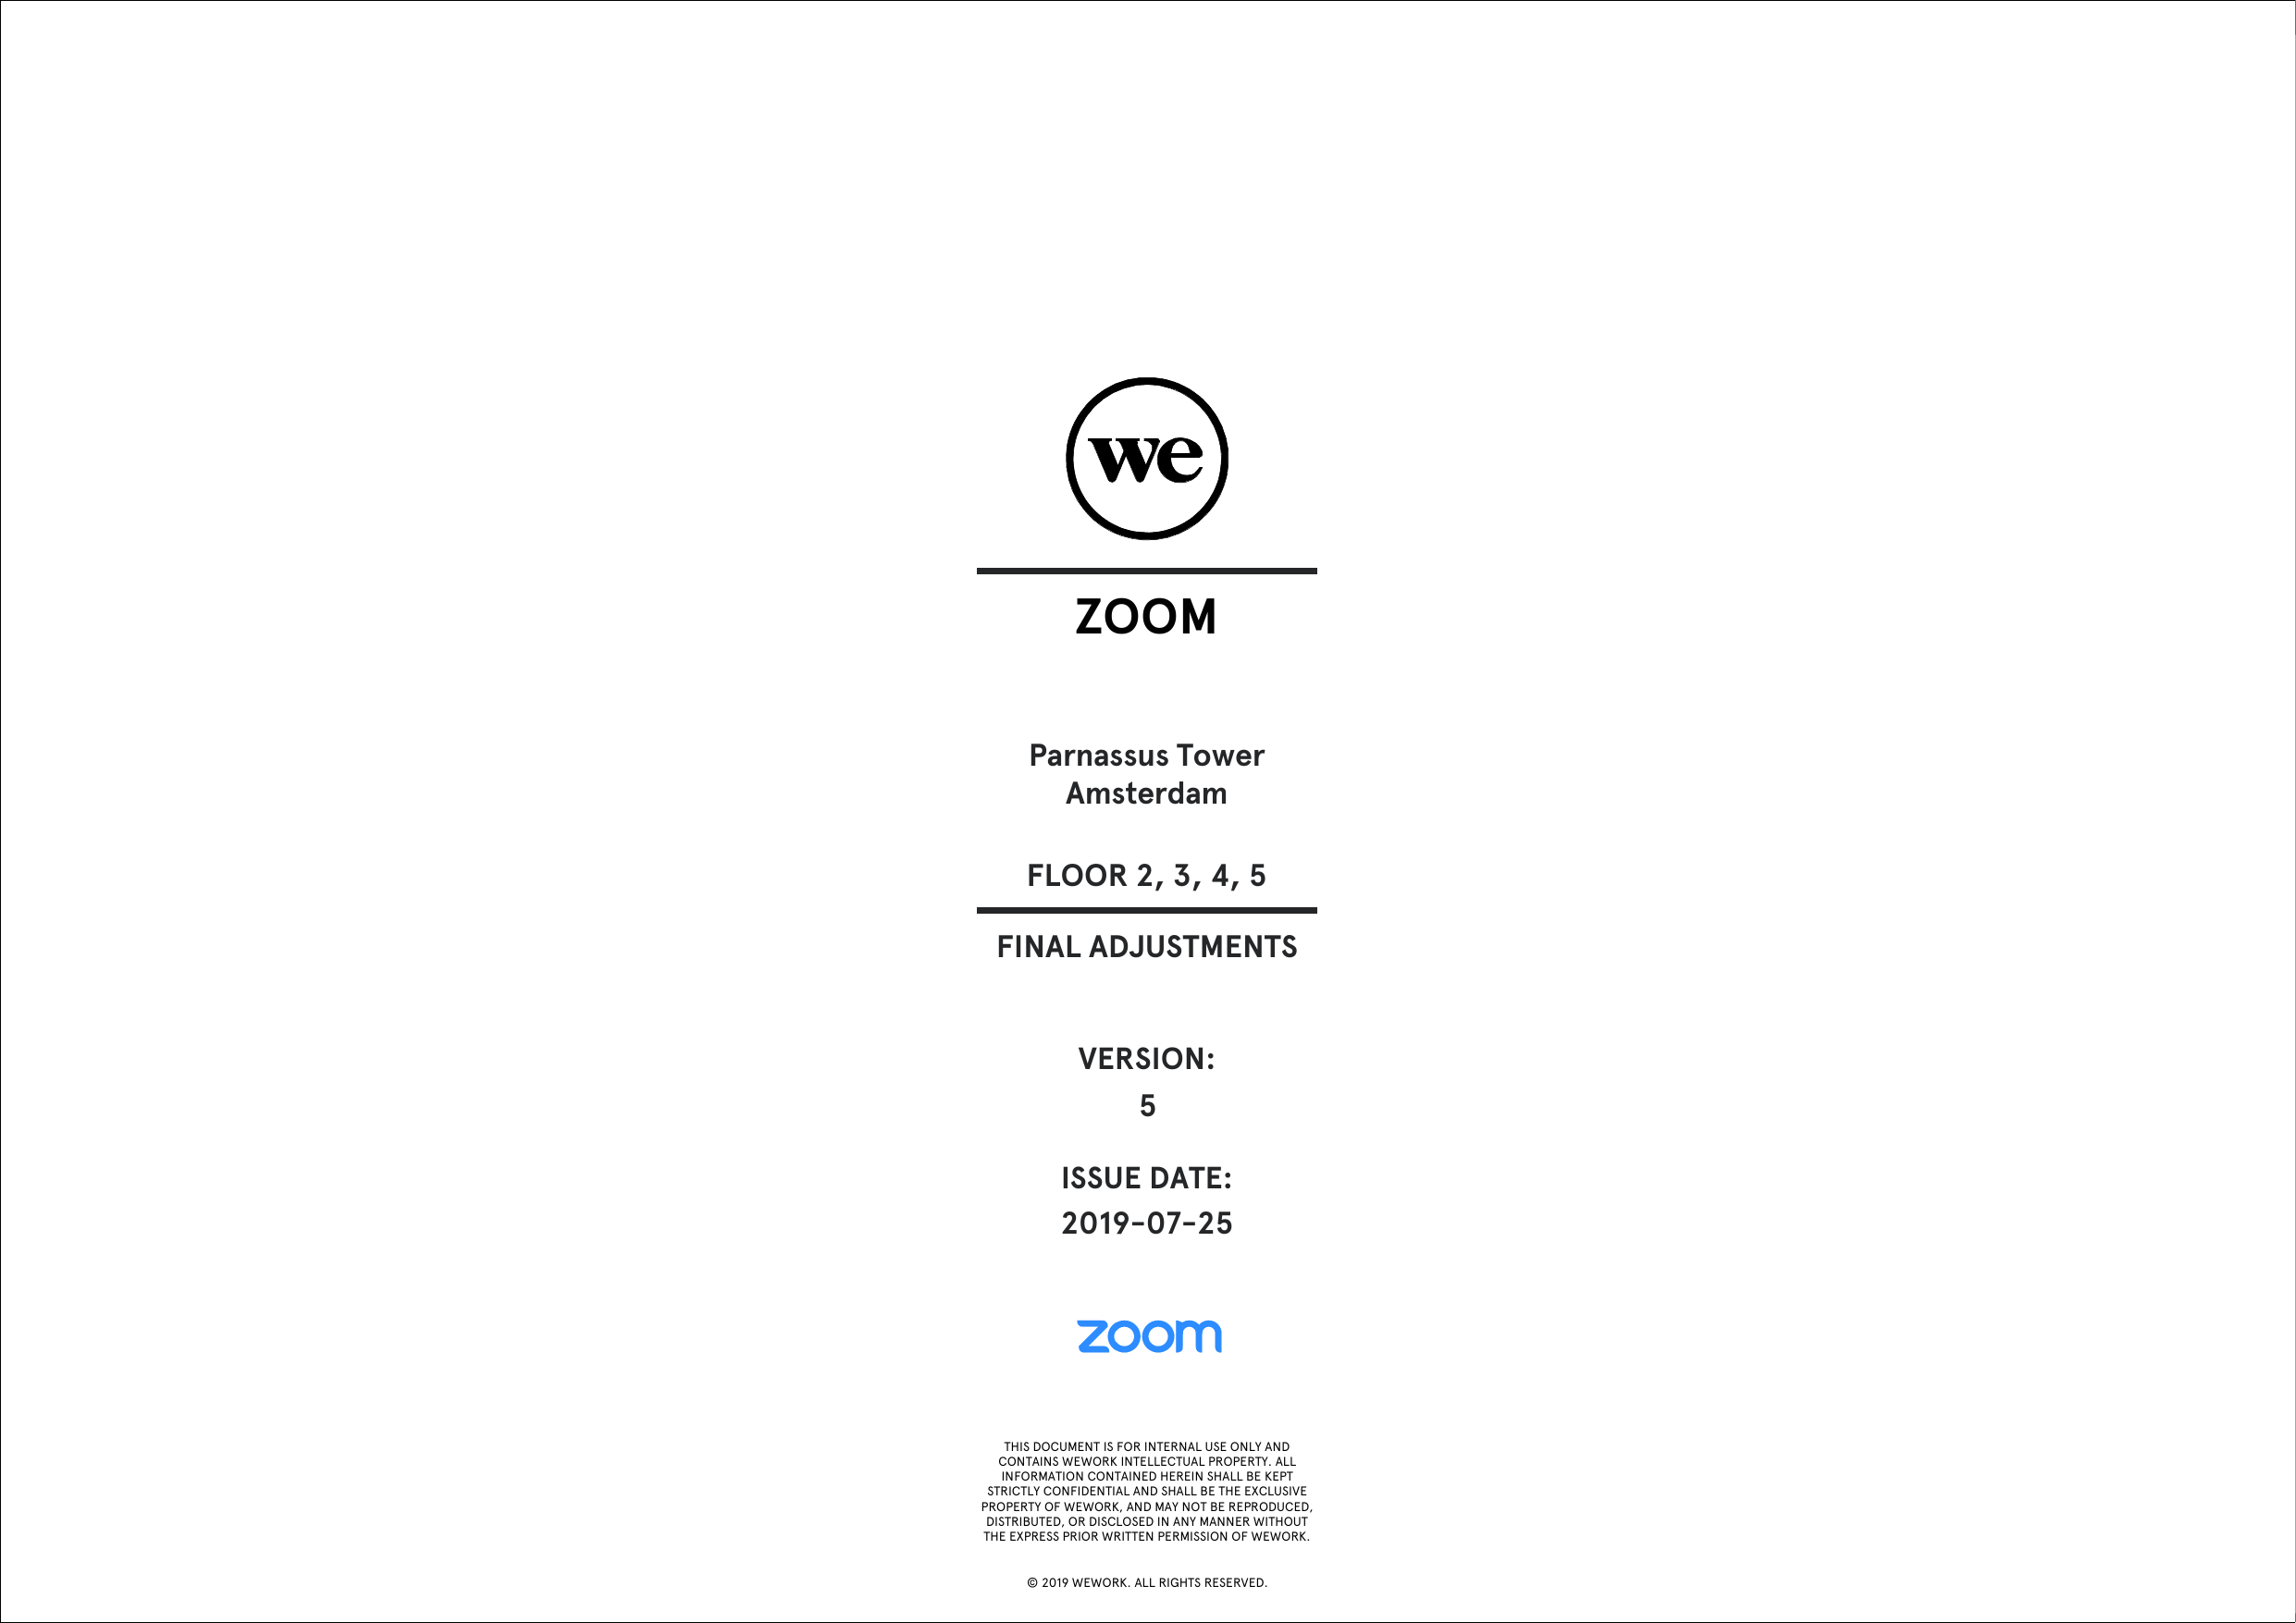 we
ZOOM
Parnassus Tower
Amsterdam
FLOOR 2, 3, 4, 5
FINAL ADJUSTMENTS
VERSION:
5
ISSUE DATE:
2019-07-25
zoom
THIS DOCUMENT IS FOR INTERNAL USE ONLY AND
CONTAINS WEWORK INTELLECTUAL PROPERTY. ALL
INFORMATION CONTAINED HEREIN SHALL BE KEPT
STRICTLY CONFIDENTIAL AND SHALL BE THE EXCLUSIVE
PROPERTY OF WEWORK, AND MAY NOT BE REPRODUCED,
DISTRIBUTED, OR DISCLOSED IN ANY MANNER WITHOUT
THE EXPRESS PRIOR WRITTEN PERMISSION OF WEWORK.
© 2019 WEWORK. ALL RIGHTS RESERVED.